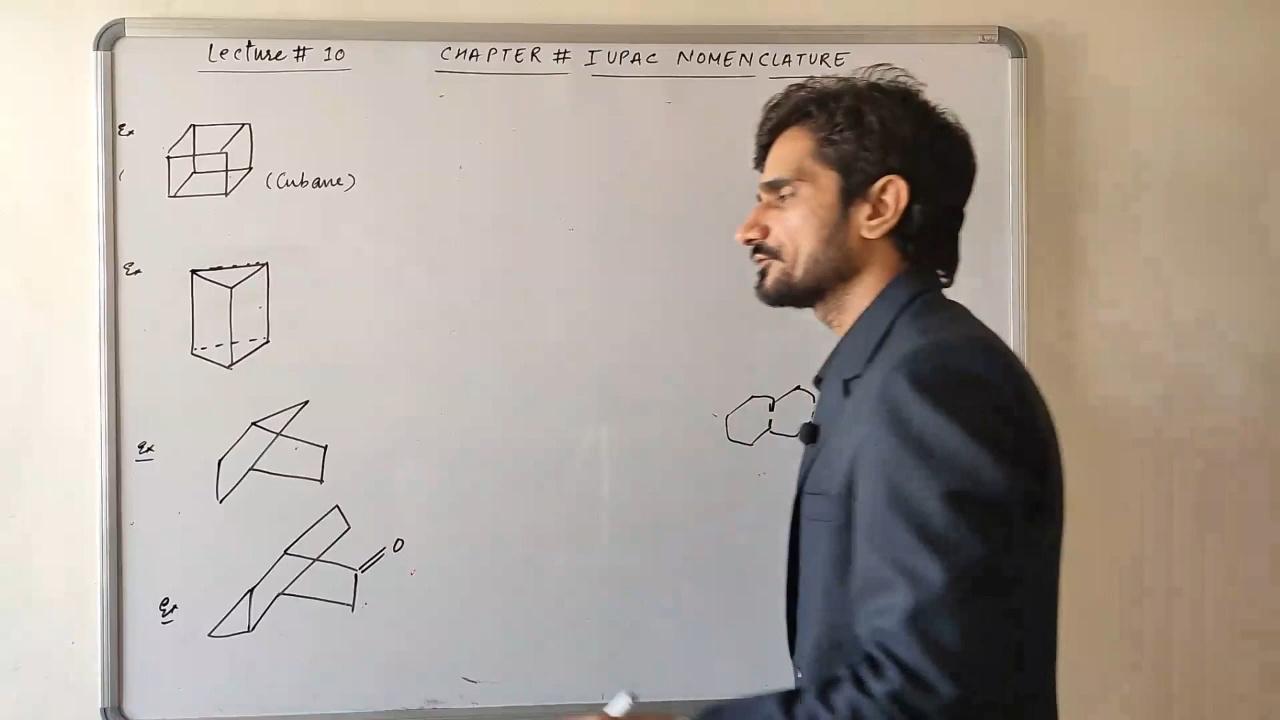 Lecture # 10
CHAPTER # IUPAC NOMENCLATURE
Ex
(Cubane)
Ex
Ex
O
Ex